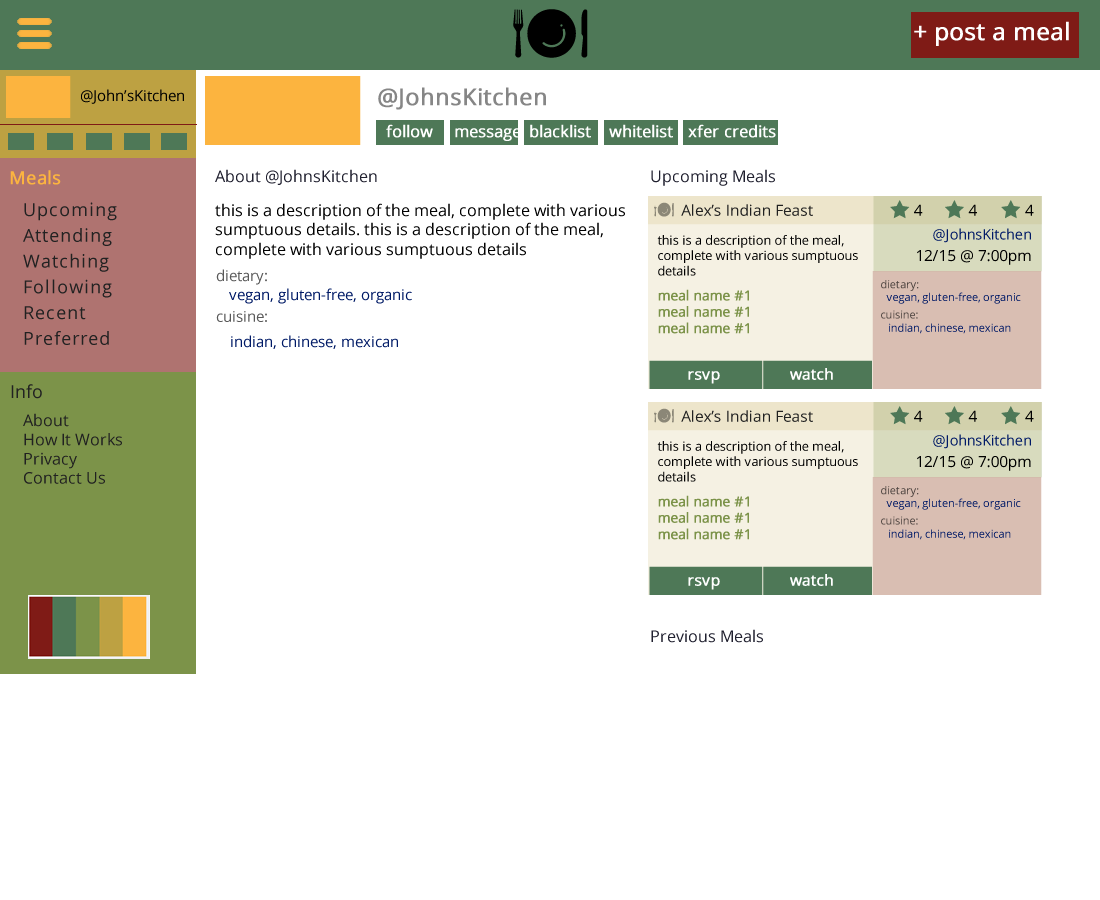 + post a meal
@John’sKitchen
Meals
Upcoming
Attending
Watching
Following
Recent
Preferred
Info
About
How It Works
Privacy
Contact Us
@JohnsKitchen
follow
message
blacklist
whitelist
xfer credits
About @JohnsKitchen
this is a description of the meal, complete with various
sumptuous details. this is a description of the meal,
complete with various sumptuous details
dietary:
vegan, gluten-free, organic
cuisine:
indian, chinese, mexican
Upcoming Meals
Alex’s Indian Feast
4 4 4
@JohnsKitchen
12/15 @ 7:00pm
this is a description of the meal,
complete with various sumptuous
details
meal name #1
meal name #1
meal name #1
dietary:
vegan, gluten-free, organic
cuisine:
indian, chinese, mexican
rsvp
watch
Alex’s Indian Feast
4 4 4
@JohnsKitchen
12/15 @ 7:00pm
this is a description of the meal,
complete with various sumptuous
details
meal name #1
meal name #1
meal name #1
dietary:
vegan, gluten-free, organic
cuisine:
indian, chinese, mexican
rsvp
watch
Previous Meals